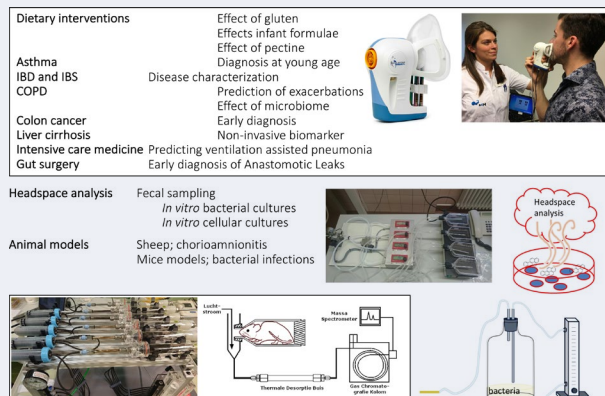 Dietary interventions Effect of gluten
Effects infant formulae
Effect of pectine
Asthma Diagnosis at young age
IBD and IBS Disease characterization
COPD Prediction of exacerbations
Effect of microbiome
Colon cancer Early diagnosis
Liver cirrhosis Non-invasive biomarker
Intensive care medicine Predicting ventilation assisted pneumonia
Gut surgery Early diagnosis of Anastomotic Leaks
Headspace analysis Fecal sampling
In vitro bacterial cultures
In vitro cellular cultures
Animal models Sheep; chorioamnionitis
Mice models; bacterial infections
Headspace
analysis
Lucht-
stroom
Massa
Spectrometer
Thermale Desorptie Buis
Gas Chromato-
grafie Kolom
bacteria